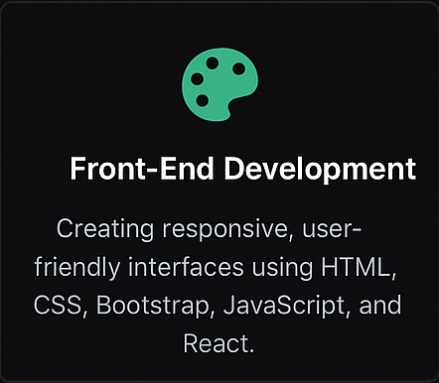 Front-End Development
Creating responsive, user-
friendly interfaces using HTML,
CSS, Bootstrap, JavaScript, and
React.